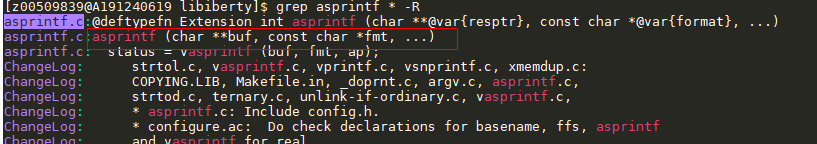 [z00509839@A191240619 libiberty]$ grep asprintf * -R
asprintf.c:@deftypefn Extension int asprintf (char **@var{resptr}, const char *@var{format}, ...)
asprintf.c:asprintf (char **buf, const char *fmt, ...)
asprintf.c:  status = vasprintf (buf, fmt, ap);
ChangeLog:      strtol.c, vasprintf.c, vprintf.c, vsnprintf.c, xmemdup.c:
ChangeLog:      COPYING.LIB, Makefile.in, _doprnt.c, argv.c, asprintf.c,
ChangeLog:      strtod.c, ternary.c, unlink-if-ordinary.c, vasprintf.c,
ChangeLog:      * asprintf.c: Include config.h.
ChangeLog:      * configure.ac:  Do check declarations for basename, ffs, asprintf
ChangeLog:      and vasprintf for real